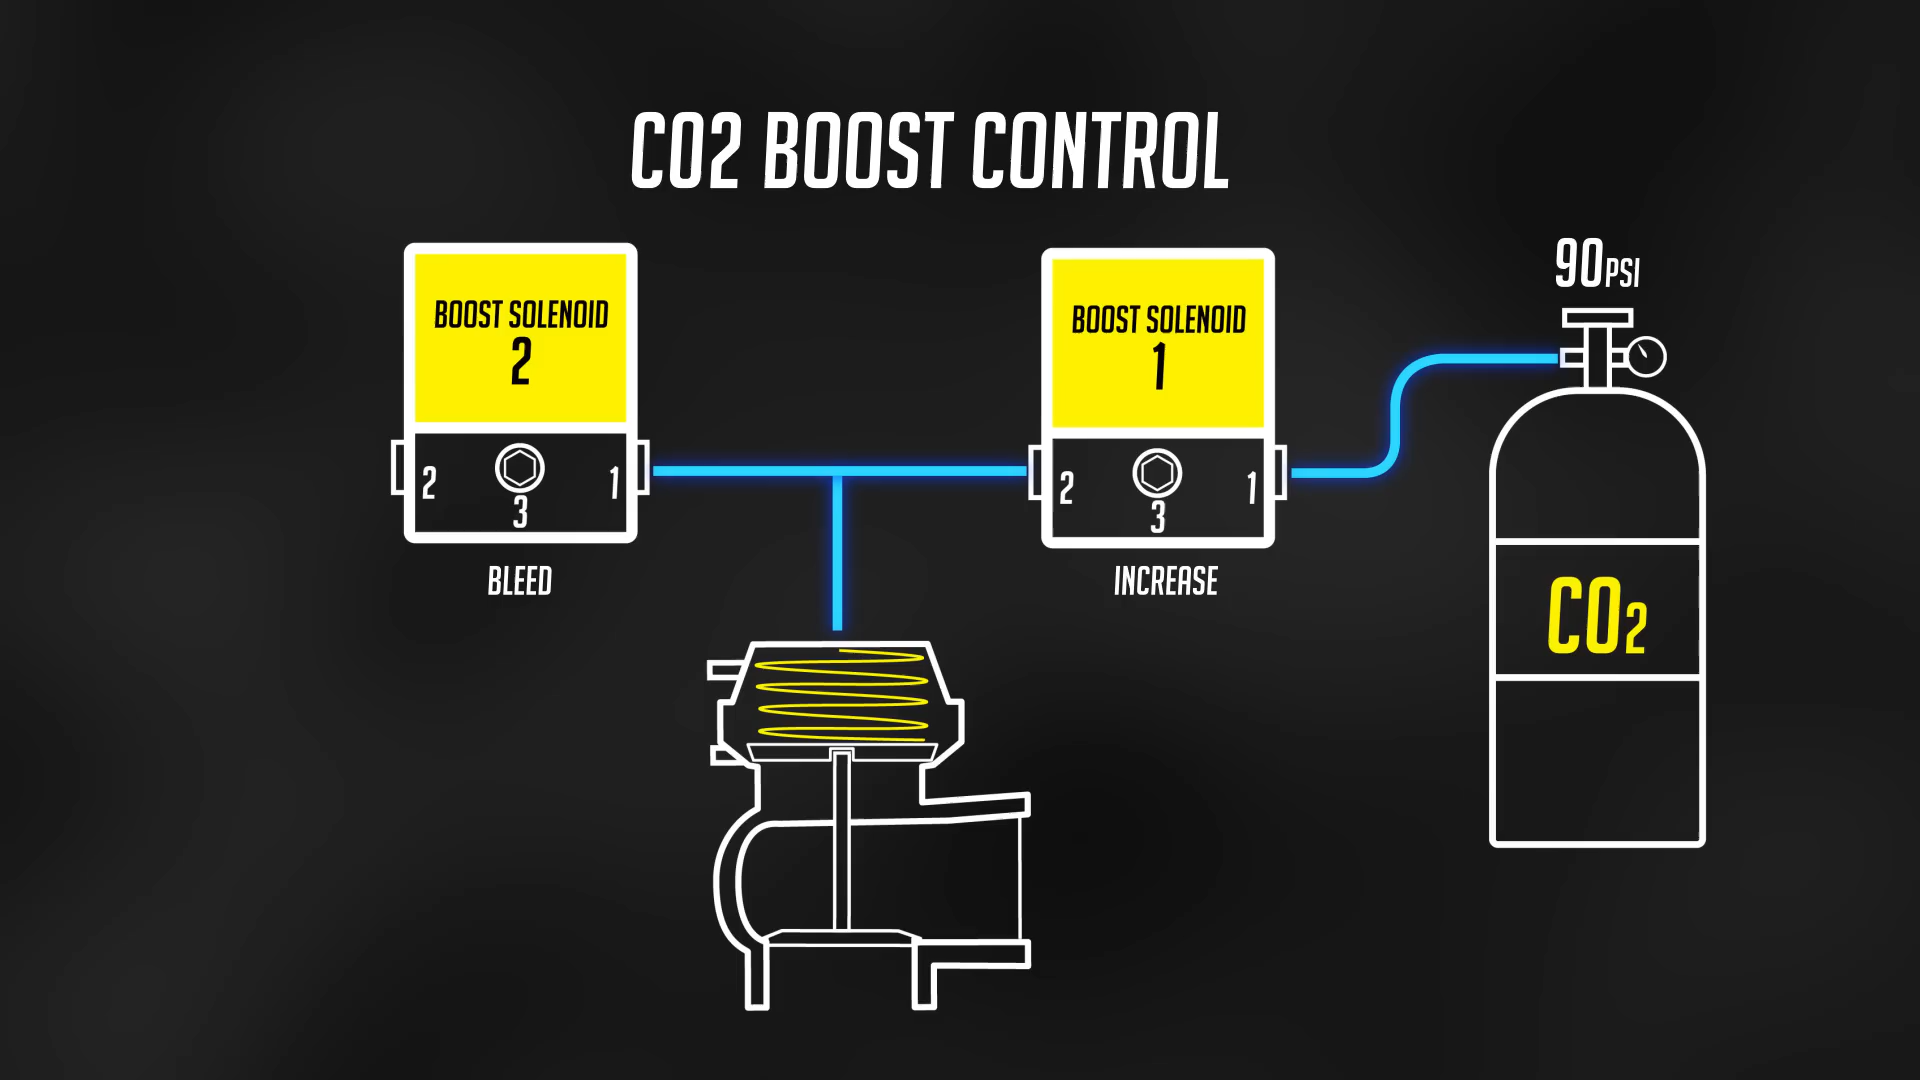 CO2 BOOST CONTROL
BOOST SOLENOID
2
2
3
1
BLEED
BOOST SOLENOID
1
2
3
1
INCREASE
90PSI
CO2